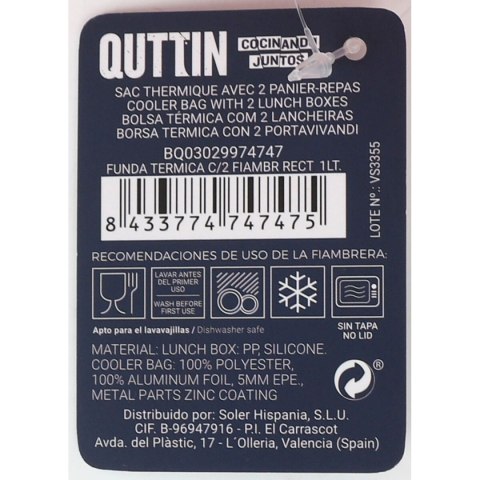 QUTTIN COCINANDO JUNTOS
SAC THERMIQUE AVEC 2 PANIER-REPAS
COOLER BAG WITH 2 LUNCH BOXES
BOLSA TÉRMICA COM 2 LANCHEIRAS
BORSA TERMICA CON 2 PORTAVIVANDI
BQ03029974747
FUNDA TERMICA C/2 FIAMBR RECT 1LT.
8 433774 747475
LOTE Nº.: VS3355
RECOMENDACIONES DE USO DE LA FIAMBRERA:
LAVAR ANTES
DEL PRIMER
USO
WASH BEFORE
FIRST USE
SIN TAPA
NO LID
Apto para el lavavajillas / Dishwasher safe
MATERIAL: LUNCH BOX: PP, SILICONE.
COOLER BAG: 100% POLYESTER,
100% ALUMINUM FOIL, 5MM EPE.,
METAL PARTS ZINC COATING
®
Distribuido por: Soler Hispania, S.L.U.
CIF. B-96947916 - P.I. El Carrascot
Avda. del Plàstic, 17 - L´Olleria, Valencia (Spain)